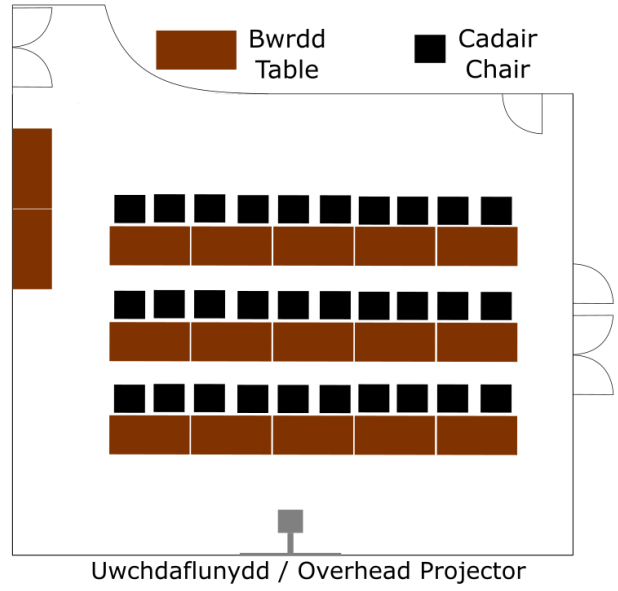 Bwrdd
Table
Cadair
Chair
Uwchdaflunydd / Overhead Projector